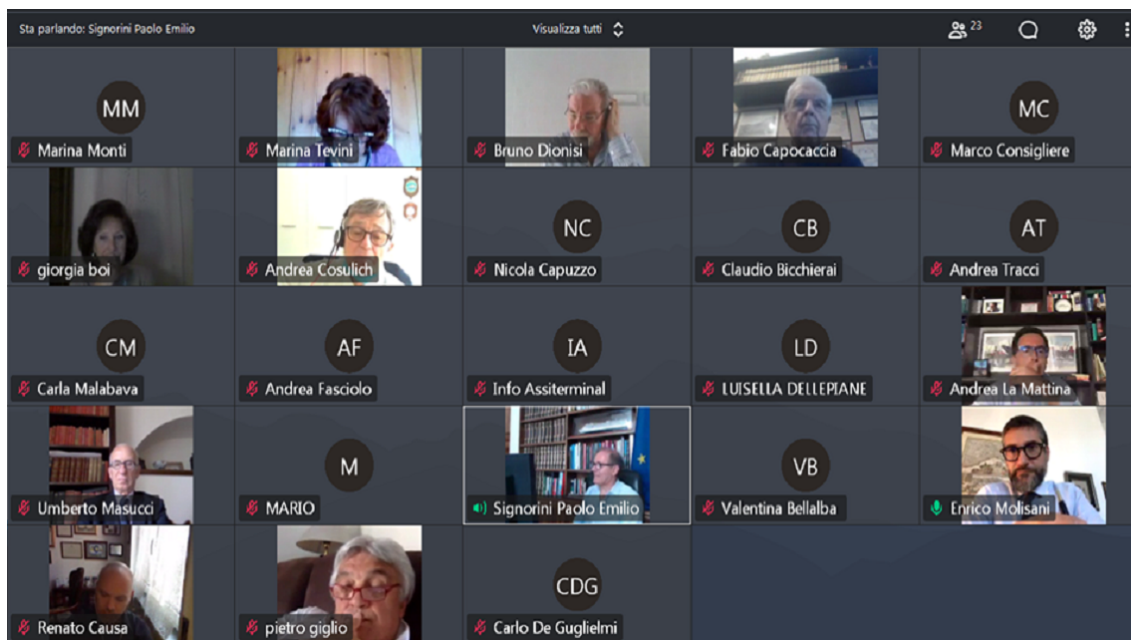 Sta parlando: Signorini Paolo Emilio
Visualizza tutti
23
MM
Marina Monti
Marina Tevini
Bruno Dionisi
Fabio Capocaccia
MC
Marco Consigliere
giorgia boi
Andrea Cosulich
NC
Nicola Capuzzo
CB
Claudio Bicchierai
AT
Andrea Tracci
CM
Carla Malabava
AF
Andrea Fasciolo
IA
Info Assiterminal
LD
LUISELLA DELLEPIANE
Andrea La Mattina
Umberto Masucci
M
MARIO
Signorini Paolo Emilio
VB
Valentina Bellalba
Enrico Molisani
Renato Causa
pietro giglio
CDG
Carlo De Guglielmi